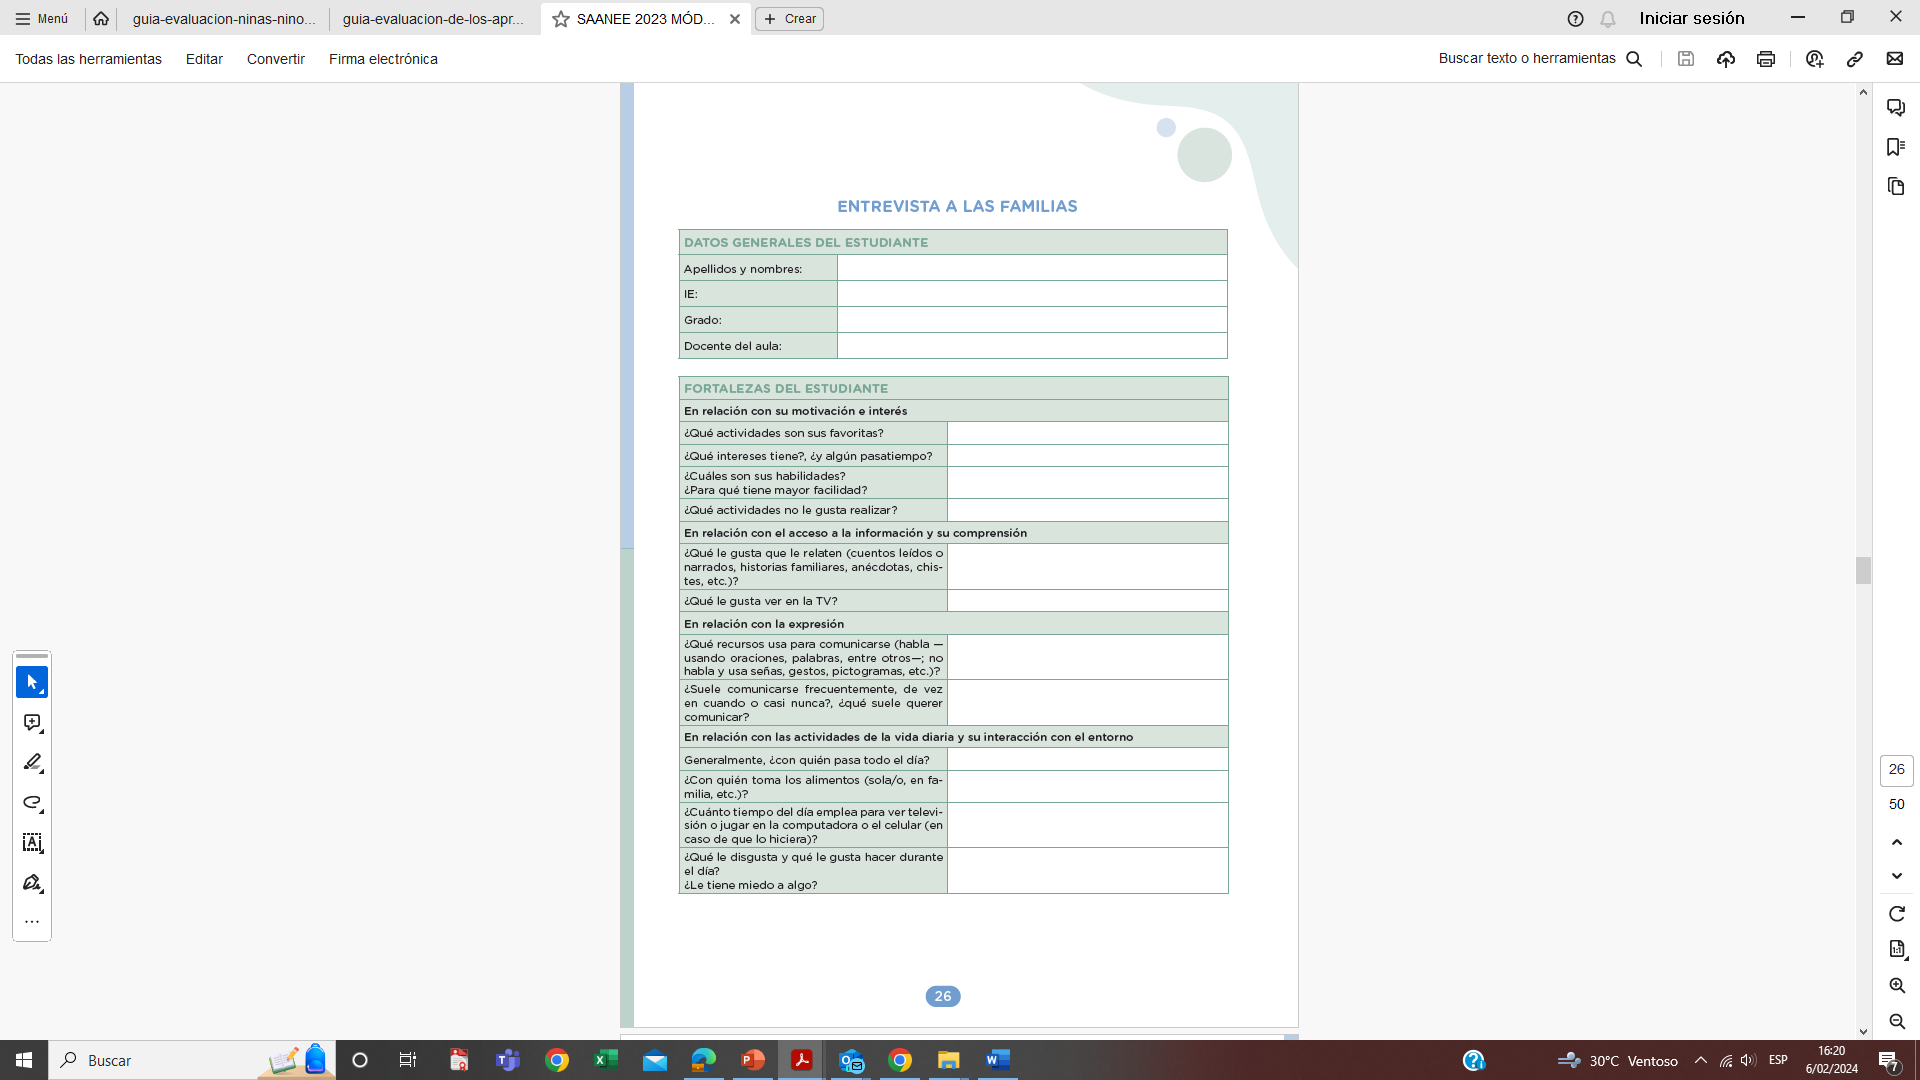 Menú
guia-evaluacion-ninas-nino...
guia-evaluacion-de-los-apr...
SAANEE 2023 MÓD...
Crear
Iniciar sesión
Todas las herramientas
Editar
Convertir
Firma electrónica
Buscar texto o herramientas
ENTREVISTA A LAS FAMILIAS
DATOS GENERALES DEL ESTUDIANTE
Apellidos y nombres:
IE:
Grado:
Docente del aula:
FORTALEZAS DEL ESTUDIANTE
En relación con su motivación e interés
¿Qué actividades son sus favoritas?
¿Qué intereses tiene?, ¿y algún pasatiempo?
¿Cuáles son sus habilidades?
¿Para qué tiene mayor facilidad?
¿Qué actividades no le gusta realizar?
En relación con el acceso a la información y su comprensión
¿Qué le gusta que le relaten (cuentos leídos o
narrados, historias familiares, anécdotas, chis-
tes, etc.)?
¿Qué le gusta ver en la TV?
En relación con la expresión
¿Qué recursos usa para comunicarse (habla —
usando oraciones, palabras, entre otros—; no
habla y usa señas, gestos, pictogramas, etc.)?
¿Suele comunicarse frecuentemente, de vez
en cuando o casi nunca?, ¿qué suele querer
comunicar?
En relación con las actividades de la vida diaria y su interacción con el entorno
Generalmente, ¿con quién pasa todo el día?
¿Con quién toma los alimentos (sola/o, en fa-
milia, etc.)?
¿Cuánto tiempo del día emplea para ver televi-
sión o jugar en la computadora o el celular (en
caso de que lo hiciera)?
¿Qué le disgusta y qué le gusta hacer durante
el día?
¿Le tiene miedo a algo?
26
26
50
Buscar
30°C Ventoso
ESP
16:20
6/02/2024
7